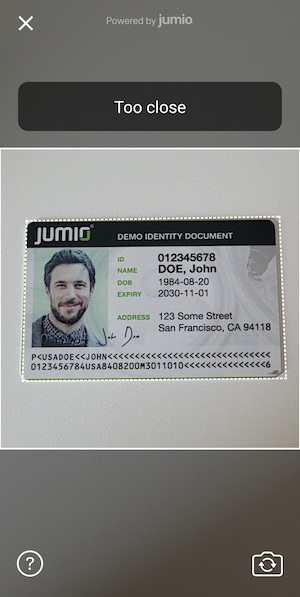 Powered by jumio
Too close
JUMIO
DEMO IDENTITY DOCUMENT
ID 012345678
NAME DOE, John
DOB 1984-08-20
EXPIRY 2030-11-01
ADDRESS 123 Some Street
San Francisco, CA 94118
John Doe
P<USADOE<<JOHN<<<<<<<<<<<<<<<<<<<<<<<<<<<<<<
0123456784USA8408200M3011010<<<<<<<<<<<<<<<6
?